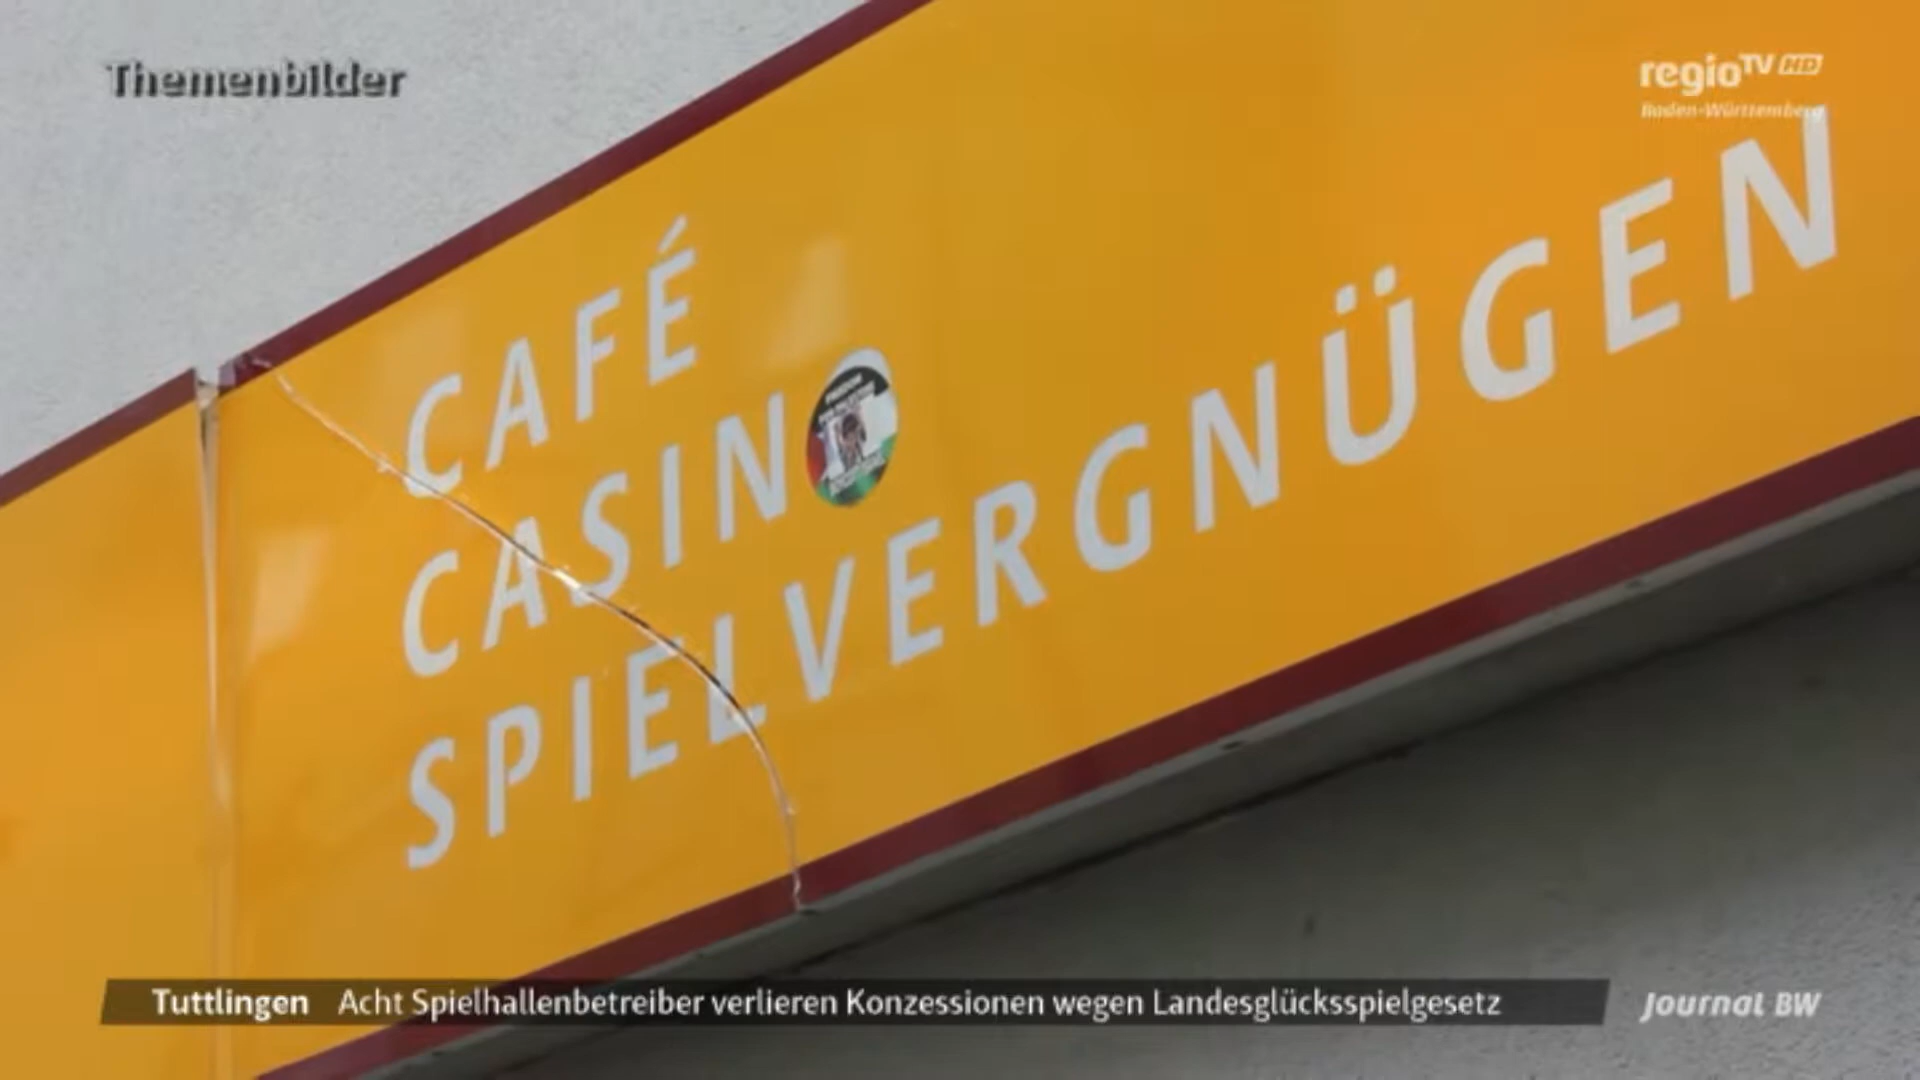 Themenbilder
regioTV HD
Baden-Württemberg
CAFÉ
CASINO
SPIELVERGNÜGEN
Tuttlingen Acht Spielhallenbetreiber verlieren Konzessionen wegen Landesglücksspielgesetz
Journal BW